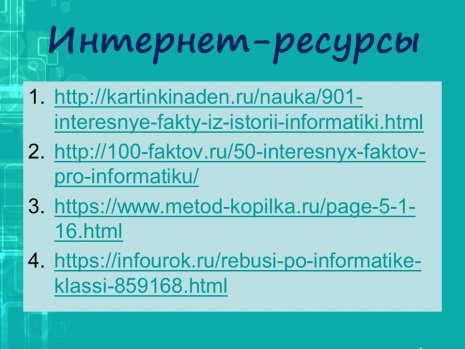 Интернет-ресурсы
1. http://kartinkinaden.ru/nauka/901-
interesnye-fakty-iz-istorii-informatiki.html
2. http://100-faktov.ru/50-interesnyx-faktov-
pro-informatiku/
3. https://www.metod-kopilka.ru/page-5-1-
16.html
4. https://infourok.ru/rebusi-po-informatike-
klassi-859168.html